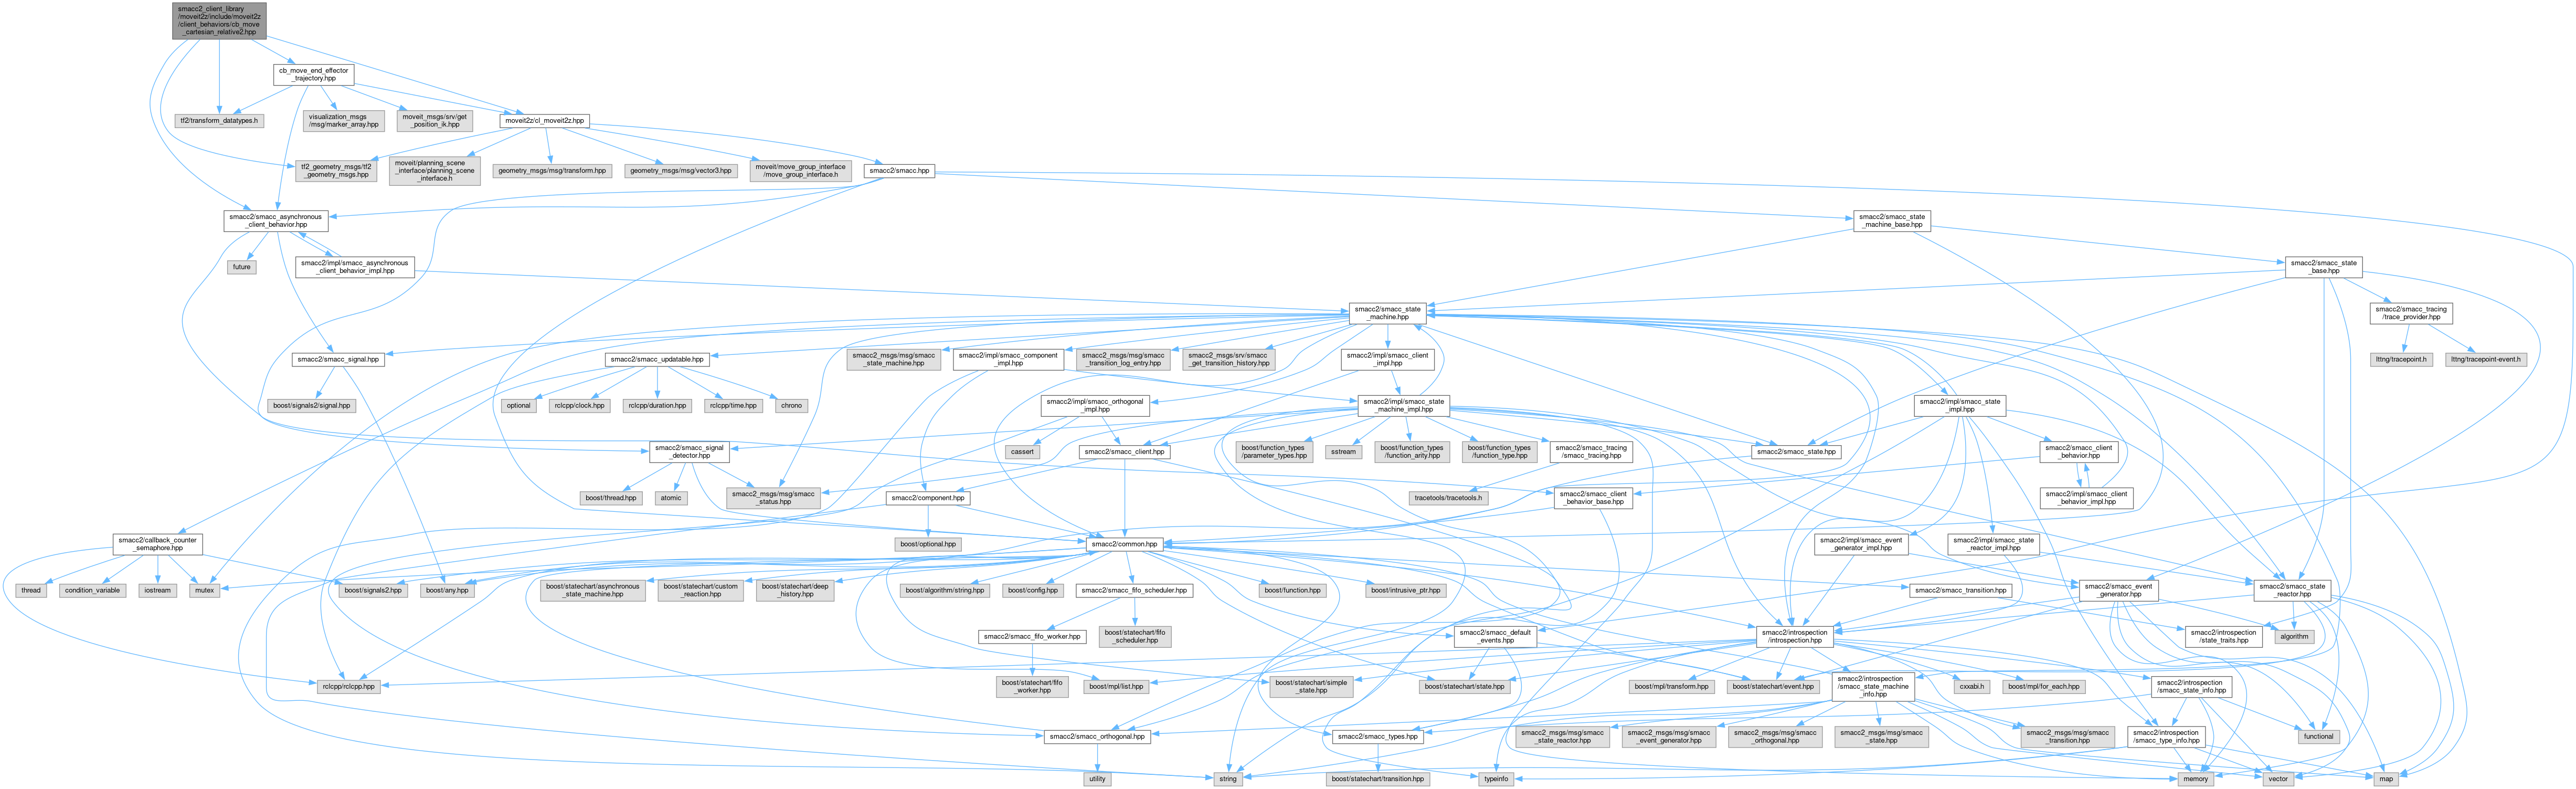 smacc2_client_library
/moveit2z/include/moveit2z
/client_behaviors/cb_move
_cartesian_relative2.hpp
cb_move_end_effector
_trajectory.hpp
tf2/transform_datatypes.h
visualization_msgs
/msg/marker_array.hpp
moveit_msgs/srv/get
_position_ik.hpp
moveit2z/cl_moveit2z.hpp
tf2_geometry_msgs/tf2
_geometry_msgs.hpp
moveit/planning_scene
_interface/planning_scene
_interface.h
geometry_msgs/msg/transform.hpp
geometry_msgs/msg/vector3.hpp
moveit/move_group_interface
/move_group_interface.h
smacc2/smacc.hpp
smacc2/smacc_asynchronous
_client_behavior.hpp
smacc2/smacc_state
_machine_base.hpp
future
smacc2/impl/smacc_asynchronous
_client_behavior_impl.hpp
smacc2/smacc_state
_base.hpp
smacc2/smacc_state
_machine.hpp
smacc2/smacc_tracing
/trace_provider.hpp
smacc2/smacc_signal.hpp
smacc2/smacc_updatable.hpp
smacc2_msgs/msg/smacc
_state_machine.hpp
smacc2/impl/smacc_component
_impl.hpp
smacc2_msgs/msg/smacc
_transition_log_entry.hpp
smacc2_msgs/srv/smacc
_get_transition_history.hpp
smacc2/impl/smacc_client
_impl.hpp
lttng/tracepoint.h
lttng/tracepoint-event.h
boost/signals2/signal.hpp
optional
rclcpp/clock.hpp
rclcpp/duration.hpp
rclcpp/time.hpp
chrono
smacc2/impl/smacc_orthogonal
_impl.hpp
smacc2/impl/smacc_state
_machine_impl.hpp
smacc2/impl/smacc_state
_impl.hpp
smacc2/smacc_signal
_detector.hpp
cassert
smacc2/smacc_client.hpp
boost/function_types
/parameter_types.hpp
sstream
boost/function_types
/function_arity.hpp
boost/function_types
/function_type.hpp
smacc2/smacc_tracing
/smacc_tracing.hpp
smacc2/smacc_state.hpp
smacc2/smacc_client
_behavior.hpp
boost/thread.hpp
atomic
smacc2_msgs/msg/smacc
_status.hpp
smacc2/component.hpp
tracetools/tracetools.h
smacc2/smacc_client
_behavior_base.hpp
smacc2/impl/smacc_client
_behavior_impl.hpp
smacc2/callback_counter
_semaphore.hpp
boost/optional.hpp
smacc2/common.hpp
smacc2/impl/smacc_event
_generator_impl.hpp
smacc2/impl/smacc_state
_reactor_impl.hpp
thread
condition_variable
iostream
mutex
boost/signals2.hpp
boost/any.hpp
boost/statechart/asynchronous
_state_machine.hpp
boost/statechart/custom
_reaction.hpp
boost/statechart/deep
_history.hpp
boost/algorithm/string.hpp
boost/config.hpp
smacc2/smacc_fifo_scheduler.hpp
boost/function.hpp
boost/intrusive_ptr.hpp
smacc2/smacc_transition.hpp
smacc2/smacc_event
_generator.hpp
smacc2/smacc_state
_reactor.hpp
smacc2/smacc_fifo_worker.hpp
boost/statechart/fifo
_scheduler.hpp
smacc2/smacc_default
_events.hpp
smacc2/introspection
/introspection.hpp
smacc2/introspection
/state_traits.hpp
algorithm
rclcpp/rclcpp.hpp
boost/statechart/fifo
_worker.hpp
boost/mpl/list.hpp
boost/statechart/simple
_state.hpp
boost/statechart/state.hpp
boost/mpl/transform.hpp
boost/statechart/event.hpp
smacc2/introspection
/smacc_state_machine
_info.hpp
cxxabi.h
boost/mpl/for_each.hpp
smacc2/introspection
/smacc_state_info.hpp
smacc2/smacc_orthogonal.hpp
smacc2/smacc_types.hpp
smacc2_msgs/msg/smacc
_state_reactor.hpp
smacc2_msgs/msg/smacc
_event_generator.hpp
smacc2_msgs/msg/smacc
_orthogonal.hpp
smacc2_msgs/msg/smacc
_state.hpp
smacc2_msgs/msg/smacc
_transition.hpp
smacc2/introspection
/smacc_type_info.hpp
functional
utility
string
boost/statechart/transition.hpp
typeinfo
memory
vector
map